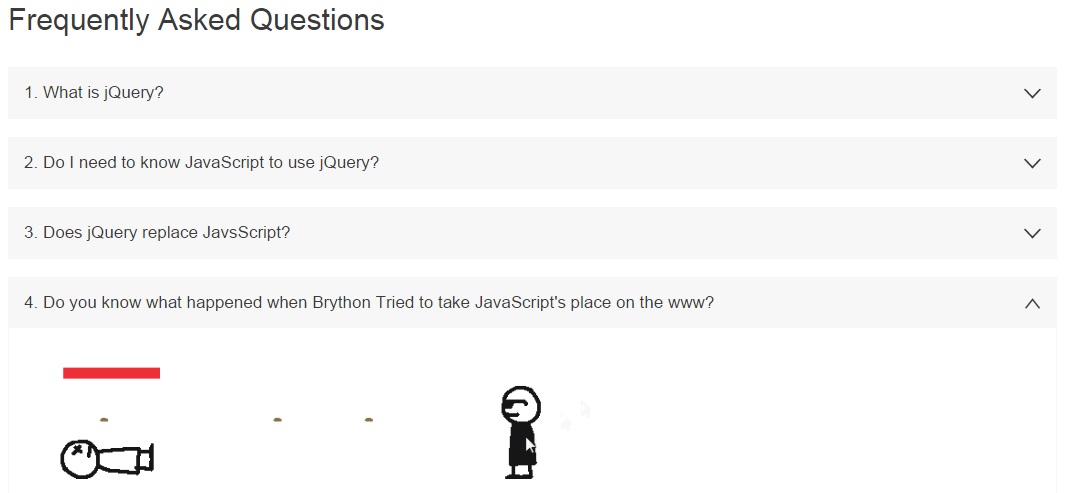 Frequently Asked Questions
1. What is jQuery?
2. Do I need to know JavaScript to use jQuery?
3. Does jQuery replace JavsScript?
4. Do you know what happened when Brython Tried to take JavaScript's place on the www?